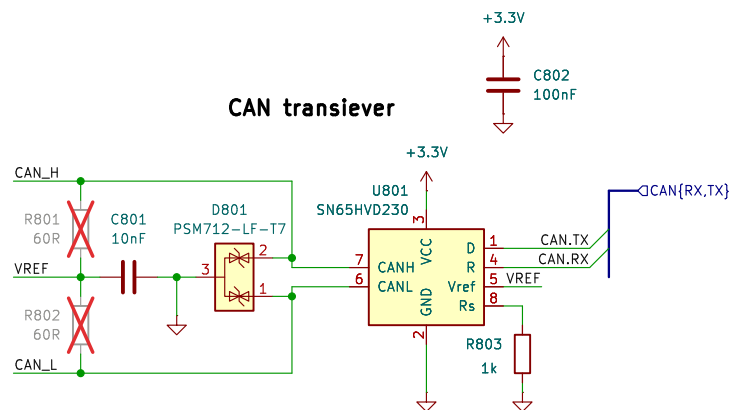 +3.3V
C802
100nF
CAN transiever
CAN_H
+3.3V
U801
SN65HVD230
CAN{RX,TX}
R801
60R
C801
10nF
D801
PSM712-LF-T7
3
2
1
VREF
7
6
CANH
CANL
VCC
3
GND
2
D
R
Vref
Rs
1
4
5
8
CAN.TX
CAN.RX
VREF
R802
60R
CAN_L
R803
1k